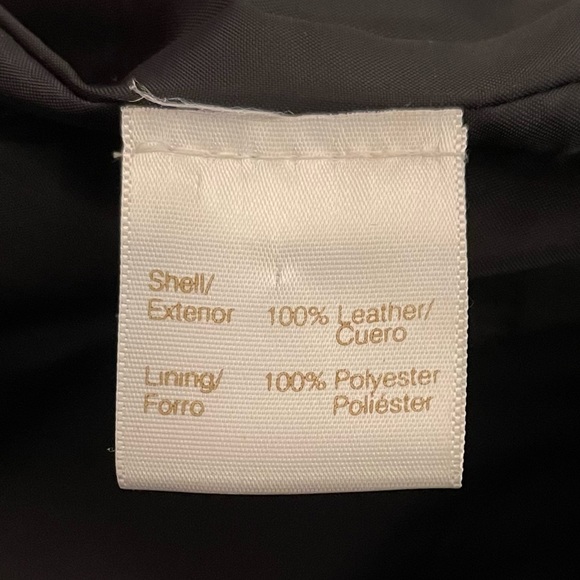 Shell/
Exterior 100% Leather/
Cuero
Lining/ 100% Polyester
Forro Poliéster